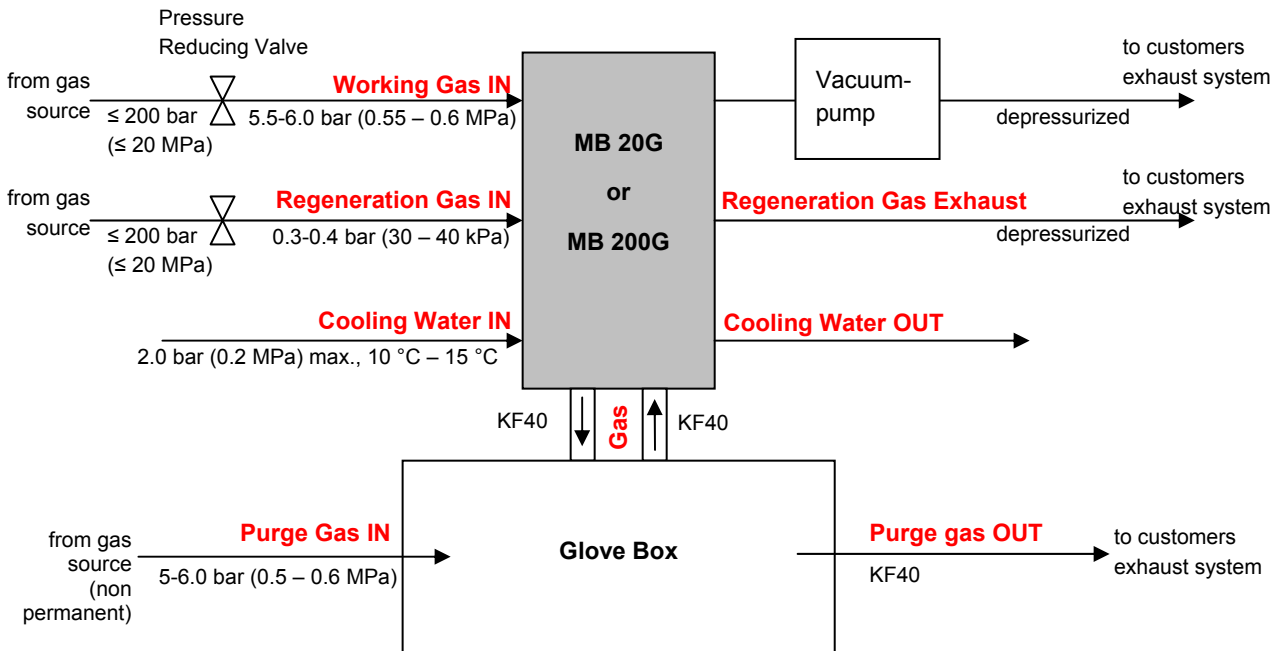 Pressure
Reducing Valve
from gas
source
≤ 200 bar
(≤ 20 MPa)
Working Gas IN
5.5-6.0 bar (0.55 – 0.6 MPa)
Vacuum-
pump
to customers
exhaust system
depressurized
MB 20G
or
MB 200G
from gas
source
≤ 200 bar
(≤ 20 MPa)
Regeneration Gas IN
0.3-0.4 bar (30 – 40 kPa)
Regeneration Gas Exhaust
to customers
exhaust system
depressurized
Cooling Water IN
2.0 bar (0.2 MPa) max., 10 °C – 15 °C
Cooling Water OUT
KF40
Gas
KF40
from gas
source
(non
permanent)
Purge Gas IN
5-6.0 bar (0.5 – 0.6 MPa)
Glove Box
Purge gas OUT
KF40
to customers
exhaust system